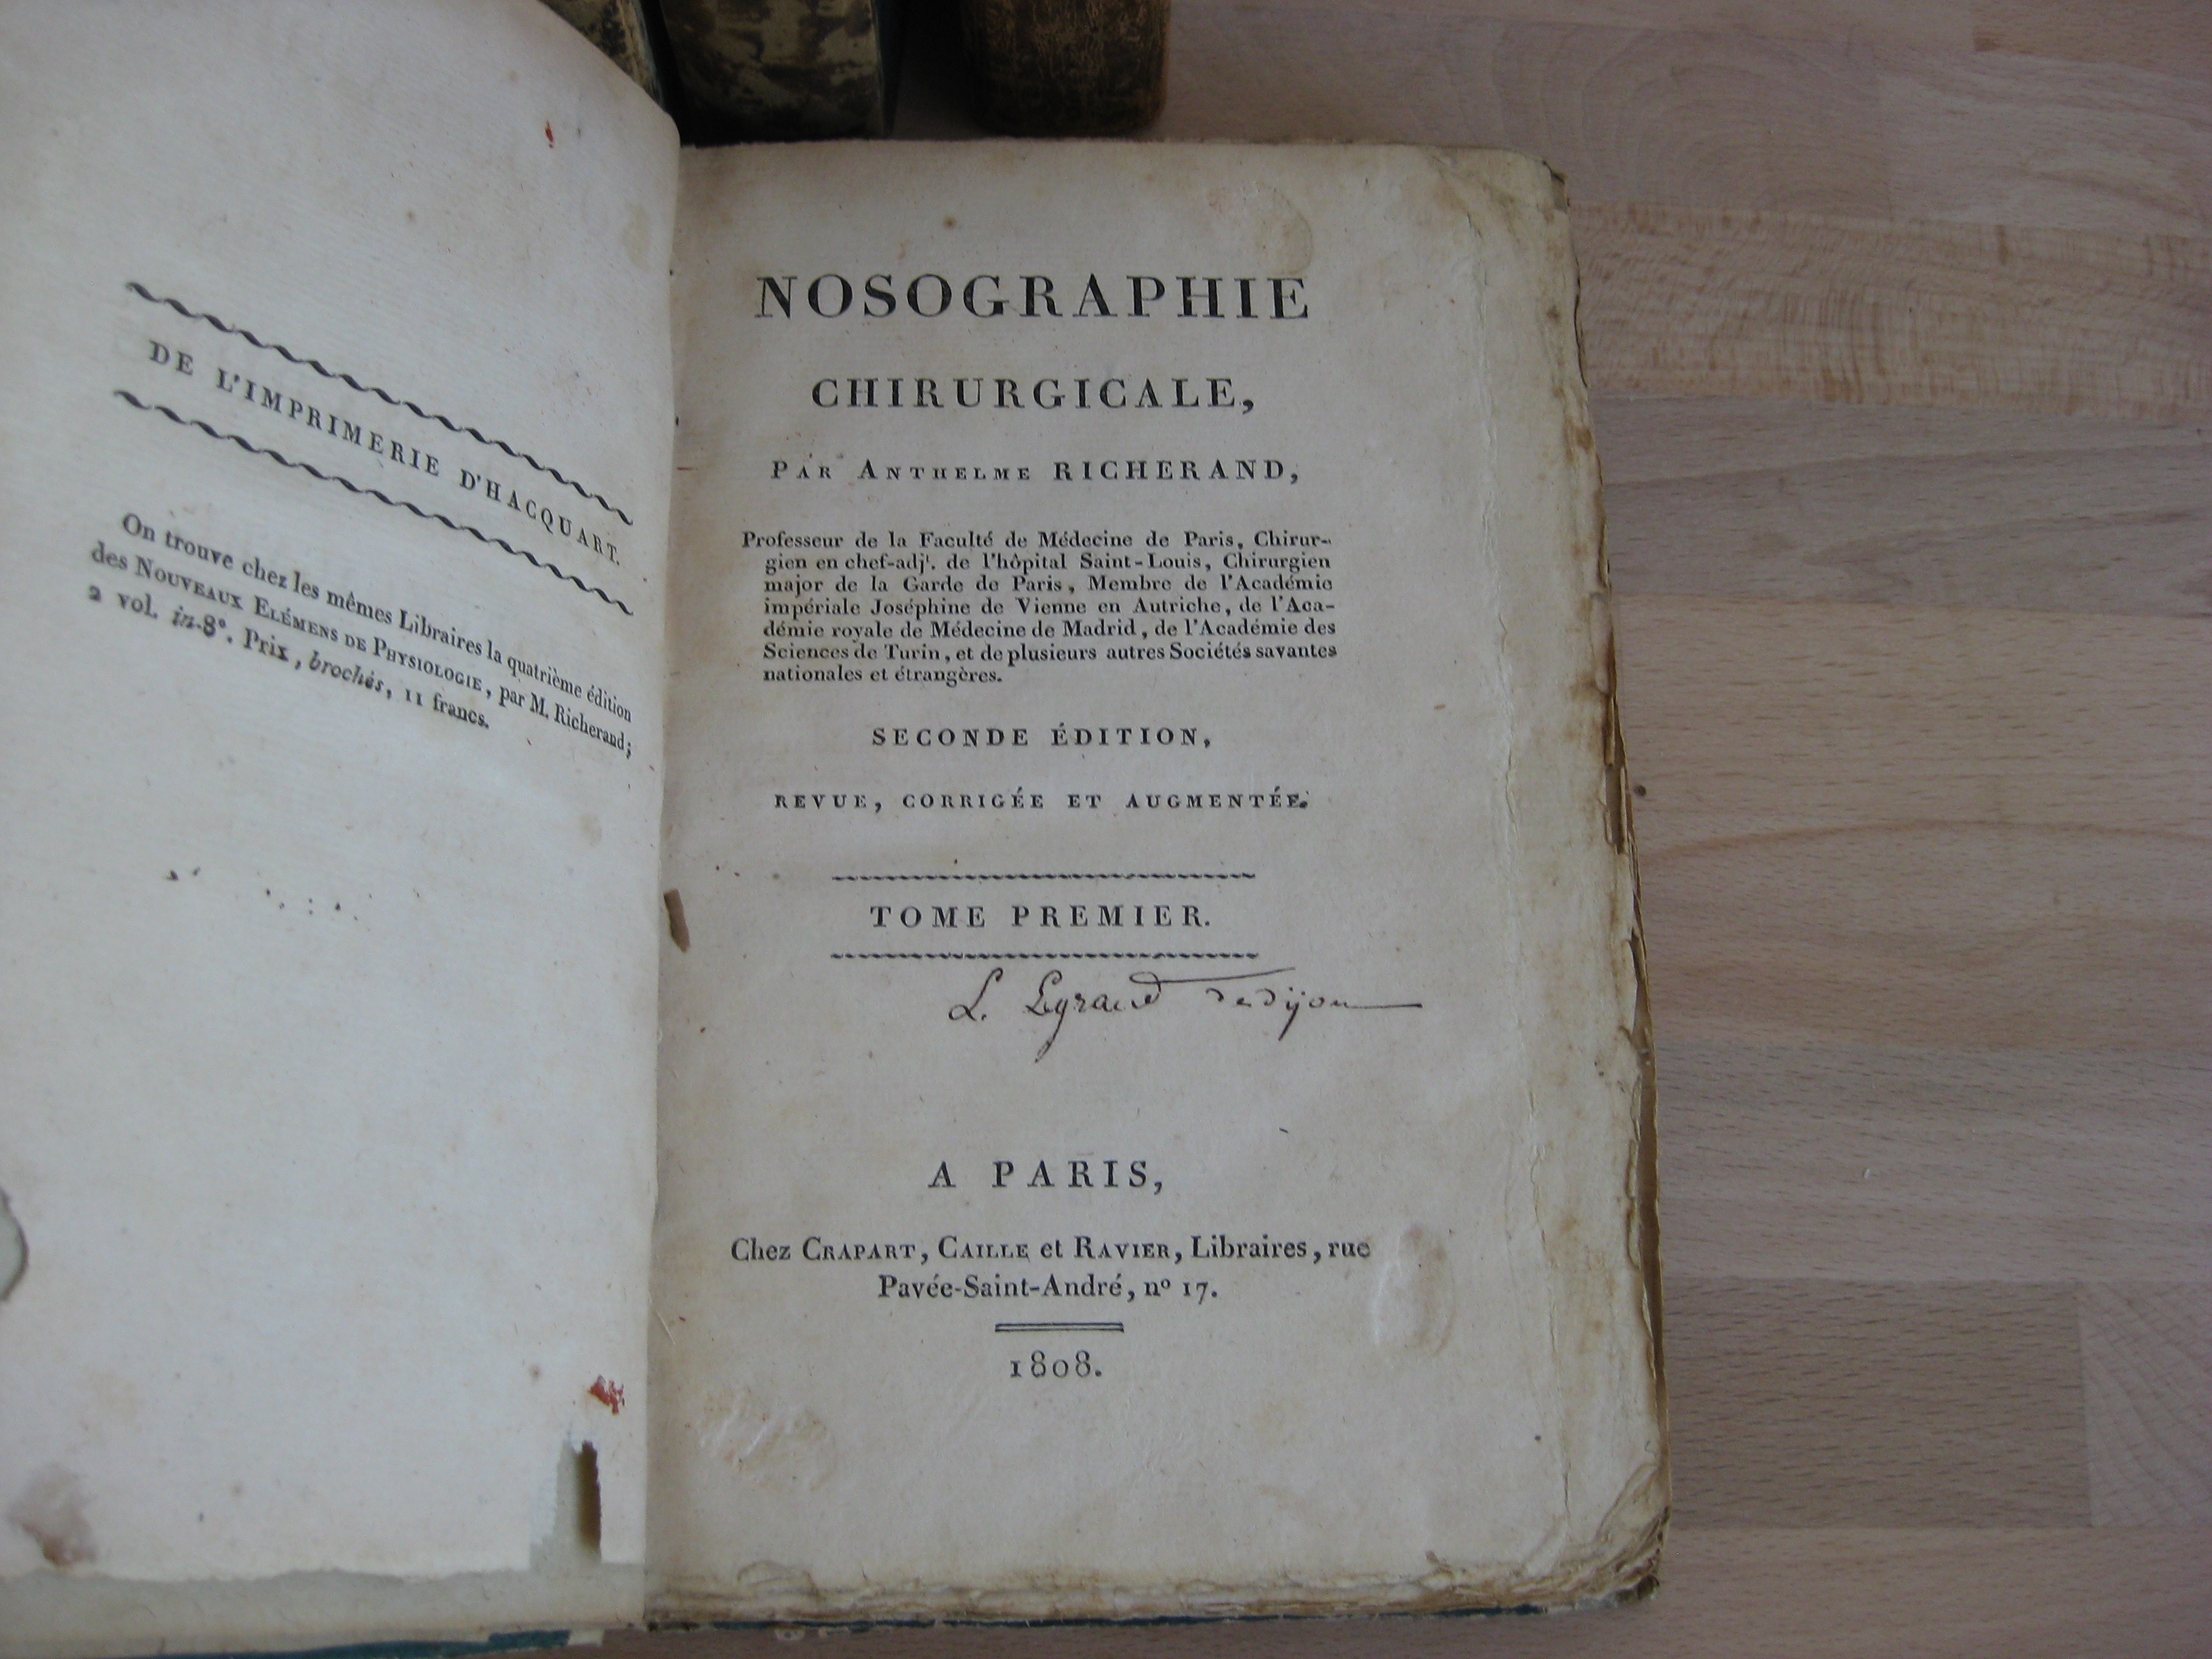 DE L'IMPRIMERIE D'HACQUART.
On trouve chez les mêmes Libraires la quatrième édition
des NOUVEAUX ELÉMENS DE PHYSIOLOGIE, par M. Richerand;
2 vol. in-8°. Prix, brochés, 11 francs.
NOSOGRAPHIE
CHIRURGICALE,
PAR ANTHELME RICHERAND,
Professeur de la Faculté de Médecine de Paris, Chirur-
gien en chef-adjt. de l'hôpital Saint-Louis, Chirurgien
major de la Garde de Paris, Membre de l'Académie
impériale Joséphine de Vienne en Autriche, de l'Aca-
démie royale de Médecine de Madrid, de l'Académie des
Sciences de Turin, et de plusieurs autres Sociétés savantes
nationales et étrangères.
SECONDE ÉDITION,
REVUE, CORRIGÉE ET AUGMENTÉE.
TOME PREMIER.
L. Legrand de dijon
A PARIS,
Chez CRAPART, CAILLE et RAVIER, Libraires, rue
Pavée-Saint-André, nº 17.
1808.